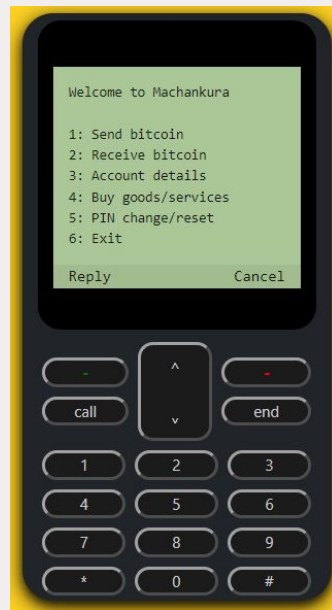 Welcome to Machankura
1: Send bitcoin
2: Receive bitcoin
3: Account details
4: Buy goods/services
5: PIN change/reset
6: Exit
Reply Cancel
- ^ -
call v end
1 2 3
4 5 6
7 8 9
* 0 #